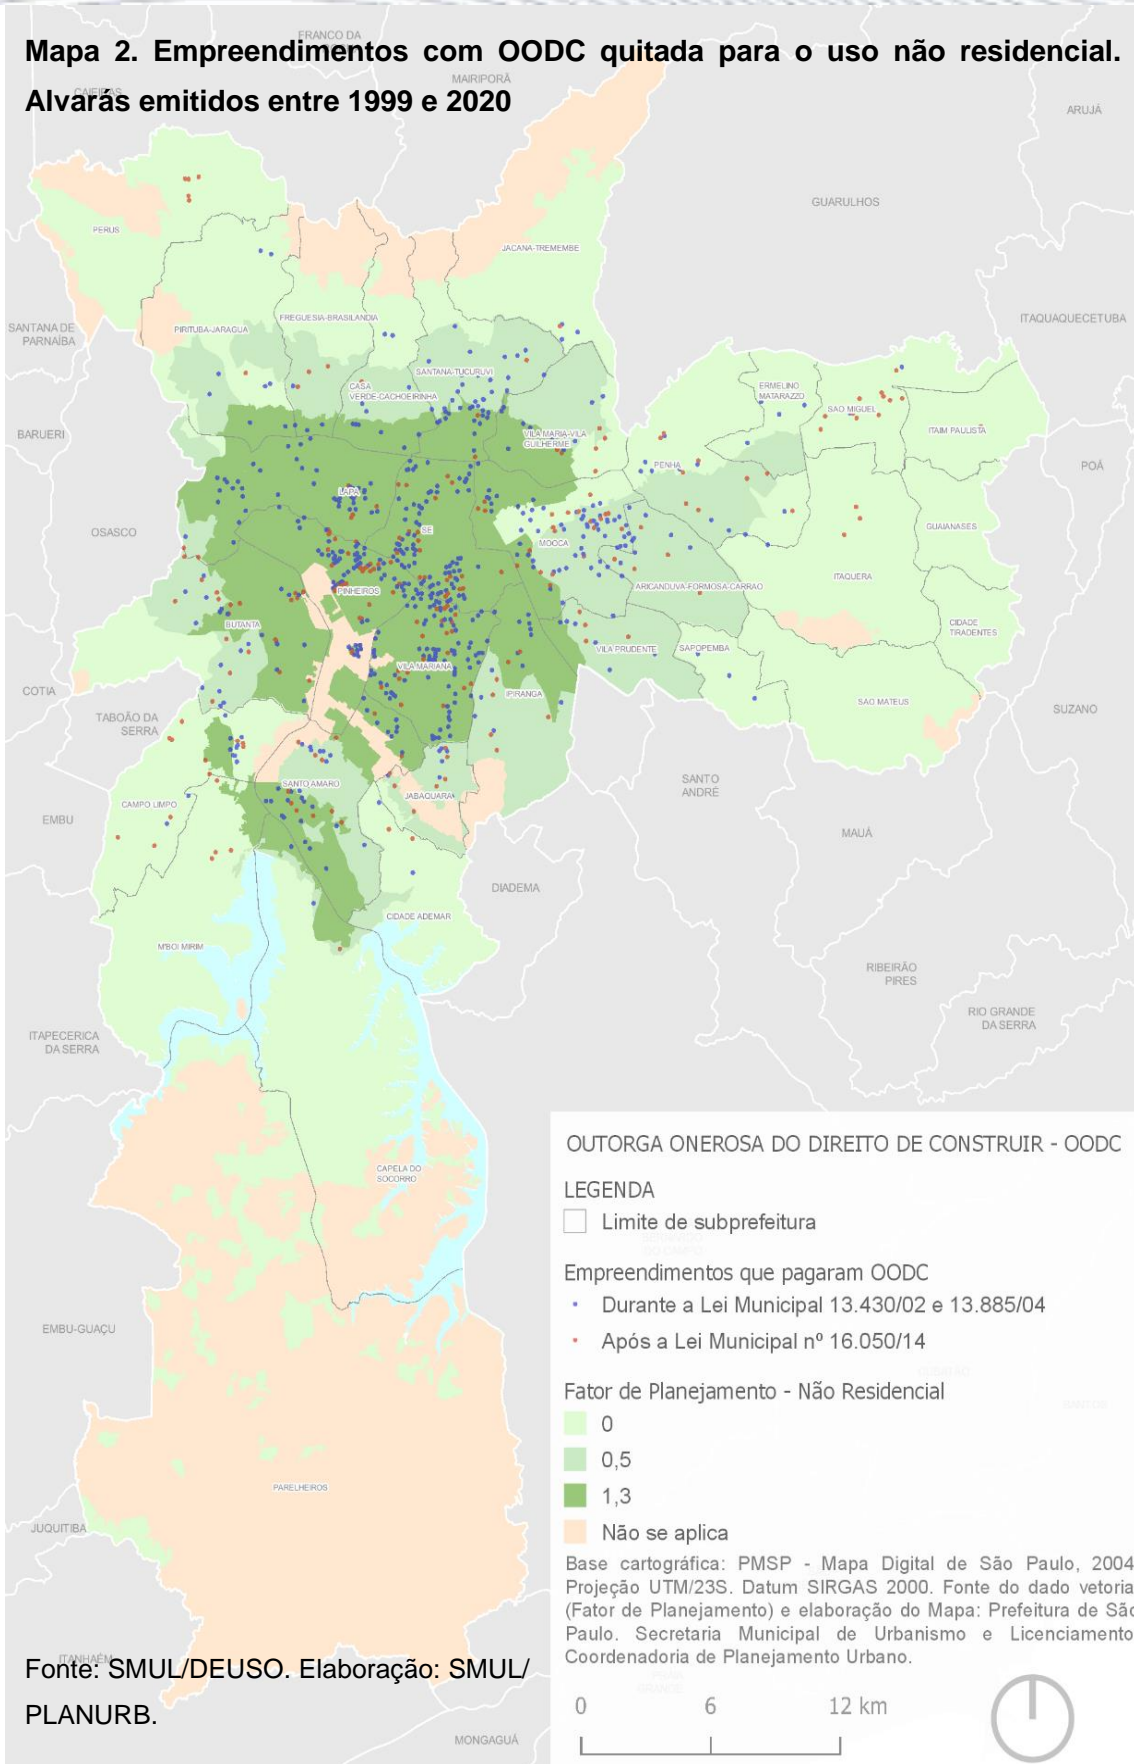 Mapa 2. Empreendimentos com OODC quitada para o uso não residencial.
Alvarás emitidos entre 1999 e 2020
FRANCO DA
CAIEIRAS
MAIRIPORÃ
ARUJÁ
GUARULHOS
PERUS
JACANA-TREMEMBE
SANTANA DE
PARNAÍBA
PIRITUBA-JARAGUA
FREGUESIA-BRASILANDIA
ITAQUAQUECETUBA
CASA
VERDE-CACHOEIRINHA
SANTANA-TUCURUVI
ERMELINO
MATARAZZO
SAO MIGUEL
ITAIM PAULISTA
BARUERI
VILA MARIA-VILA
GUILHERME
PENHA
POÁ
LAPA
OSASCO
SE
MOOCA
GUAIANASES
ITAQUERA
PINHEIROS
ARICANDUVA-FORMOSA-CARRAO
BUTANTA
CIDADE
TIRADENTES
VILA PRUDENTE
SAPOPEMBA
VILA MARIANA
COTIA
IPIRANGA
SAO MATEUS
TABOÃO DA
SERRA
SUZANO
SANTO
ANDRÉ
SANTO AMARO
JABAQUARA
CAMPO LIMPO
EMBU
MAUÁ
DIADEMA
CIDADE ADEMAR
M'BOI MIRIM
RIBEIRÃO
PIRES
RIO GRANDE
DA SERRA
ITAPECERICA
DA SERRA
CAPELA DO
SOCORRO
EMBU-GUAÇU
PARELHEIROS
JUQUITIBA
ITANHAÉM
MONGAGUÁ
OUTORGA ONEROSA DO DIREITO DE CONSTRUIR - OODC
LEGENDA
Limite de subprefeitura
Empreendimentos que pagaram OODC
Durante a Lei Municipal 13.430/02 e 13.885/04
Após a Lei Municipal nº 16.050/14
Fator de Planejamento - Não Residencial
0
0,5
1,3
Não se aplica
Base cartográfica: PMSP - Mapa Digital de São Paulo, 2004
Projeção UTM/23S. Datum SIRGAS 2000. Fonte do dado vetoria
(Fator de Planejamento) e elaboração do Mapa: Prefeitura de São
Paulo. Secretaria Municipal de Urbanismo e Licenciamento
Coordenadoria de Planejamento Urbano.
0 6 12 km
Fonte: SMUL/DEUSO. Elaboração: SMUL/
PLANURB.